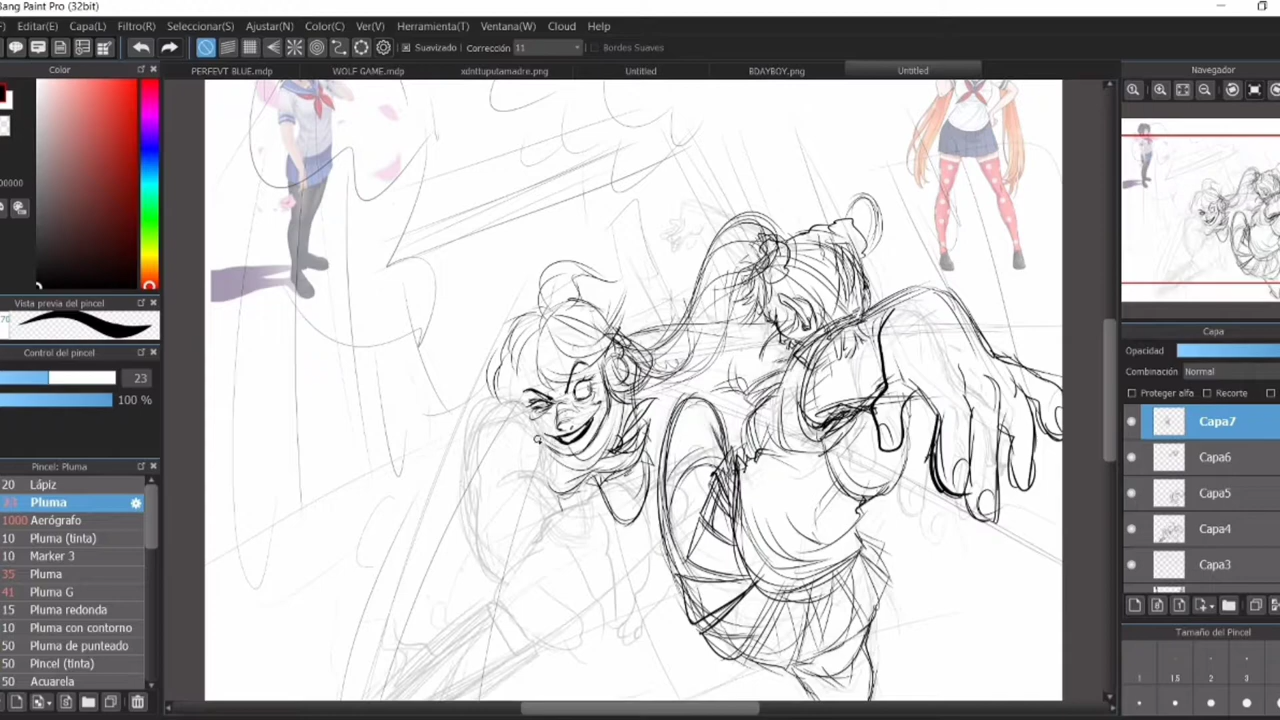 Bang Paint Pro (32bit)
Editar(E) Capa(L) Filtro(R) Seleccionar(S) Ajustar(N) Color(C) Ver(V) Herramienta(T) Ventana(W) Cloud Help
Suavizado Corrección 11 Bordes Suaves
PERFEVT BLUE.mdp WOLF GAME.mdp xdnttuputamadre.png Untitled BDAYBOY.png Untitled
Color
00000
Vista previa del pincel
Control del pincel
23
100 %
Pincel: Pluma
20 Lápiz
23 Pluma
1000 Aerógrafo
10 Pluma (tinta)
10 Marker 3
35 Pluma
41 Pluma G
15 Pluma redonda
10 Pluma con contorno
50 Pluma de punteado
50 Pincel (tinta)
50 Acuarela
Navegador
Capa
Opacidad
Combinación Normal
Proteger alfa Recorte
Capa7
Capa6
Capa5
Capa4
Capa3
Tamaño del Pincel
1 1.5 2 3